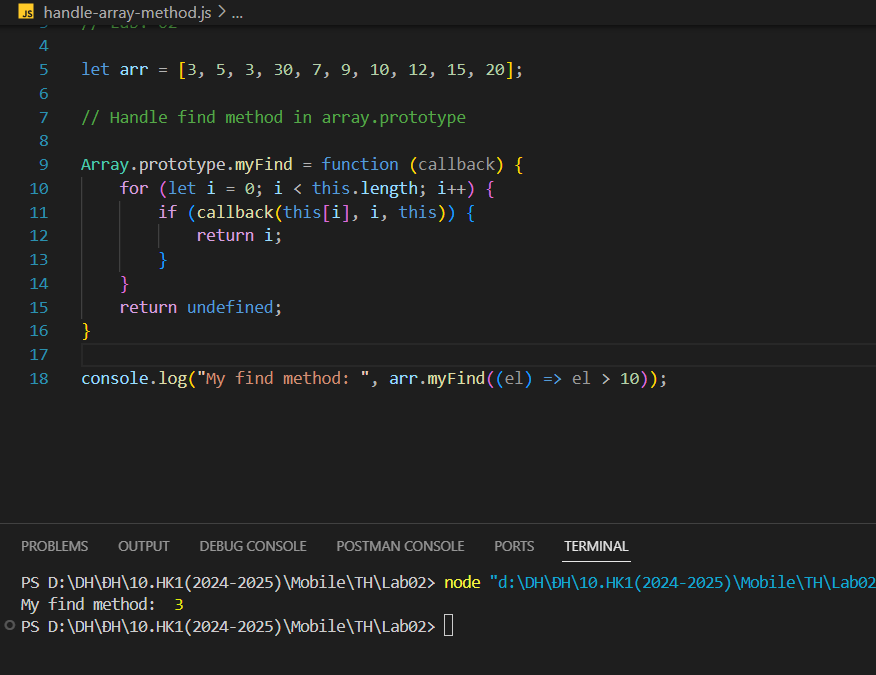 JS handle-array-method.js > ...
4
5 let arr = [3, 5, 3, 30, 7, 9, 10, 12, 15, 20];
6
7 // Handle find method in array.prototype
8
9 Array.prototype.myFind = function (callback) {
10 for (let i = 0; i < this.length; i++) {
11 if (callback(this[i], i, this)) {
12 return i;
13 }
14 }
15 return undefined;
16 }
17
18 console.log("My find method: ", arr.myFind((el) => el > 10));
PROBLEMS OUTPUT DEBUG CONSOLE POSTMAN CONSOLE PORTS TERMINAL
PS D:\DH\ĐH\10.HK1(2024-2025)\Mobile\TH\Lab02> node "d:\DH\ĐH\10.HK1(2024-2025)\Mobile\TH\Lab02
My find method: 3
PS D:\DH\ĐH\10.HK1(2024-2025)\Mobile\TH\Lab02>